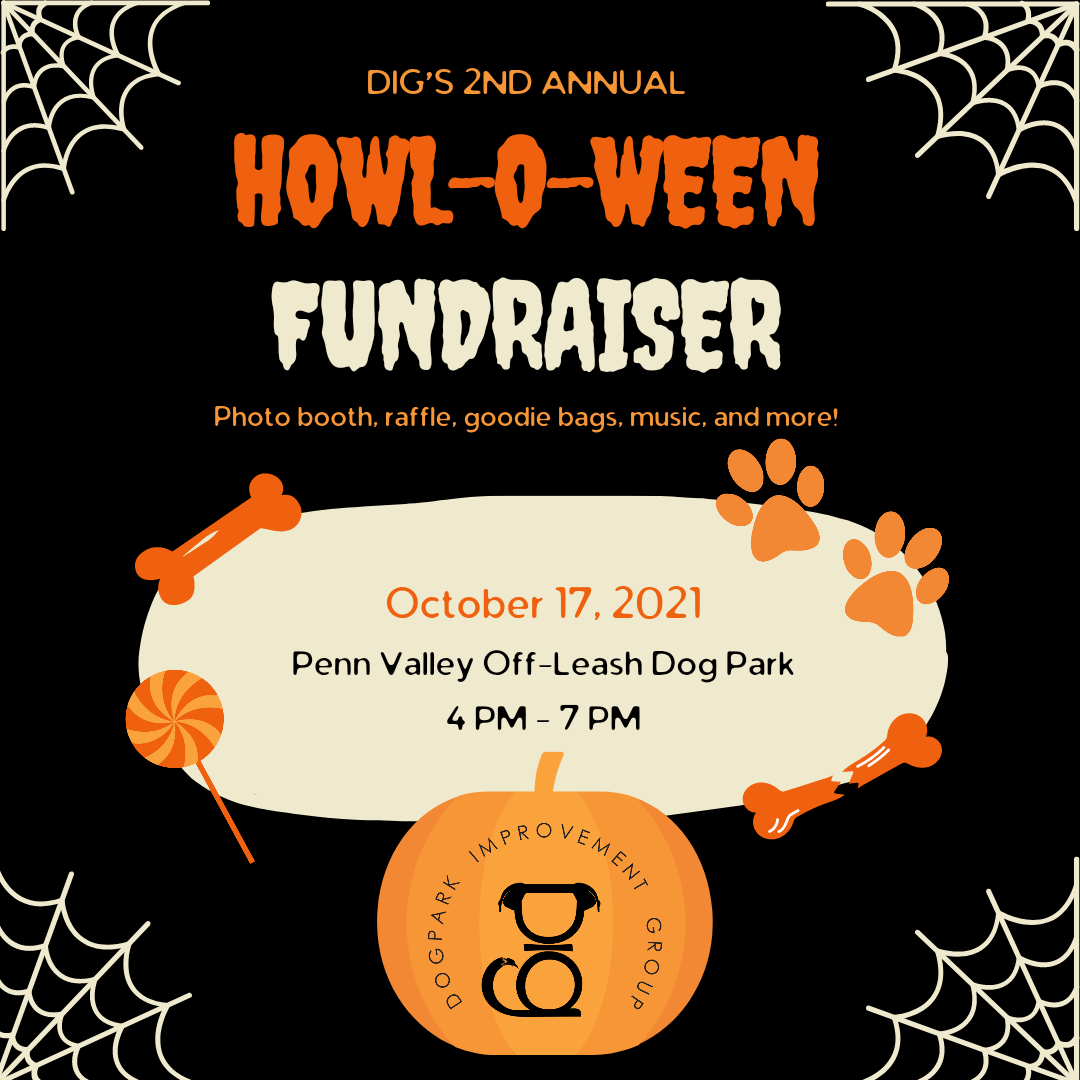 DIG'S 2ND ANNUAL
HOWL-O-WEEN
FUNDRAISER
Photo booth, raffle, goodie bags, music, and more!
October 17, 2021
Penn Valley Off-Leash Dog Park
4 PM - 7 PM
DOGPARK IMPROVEMENT GROUP
DIG